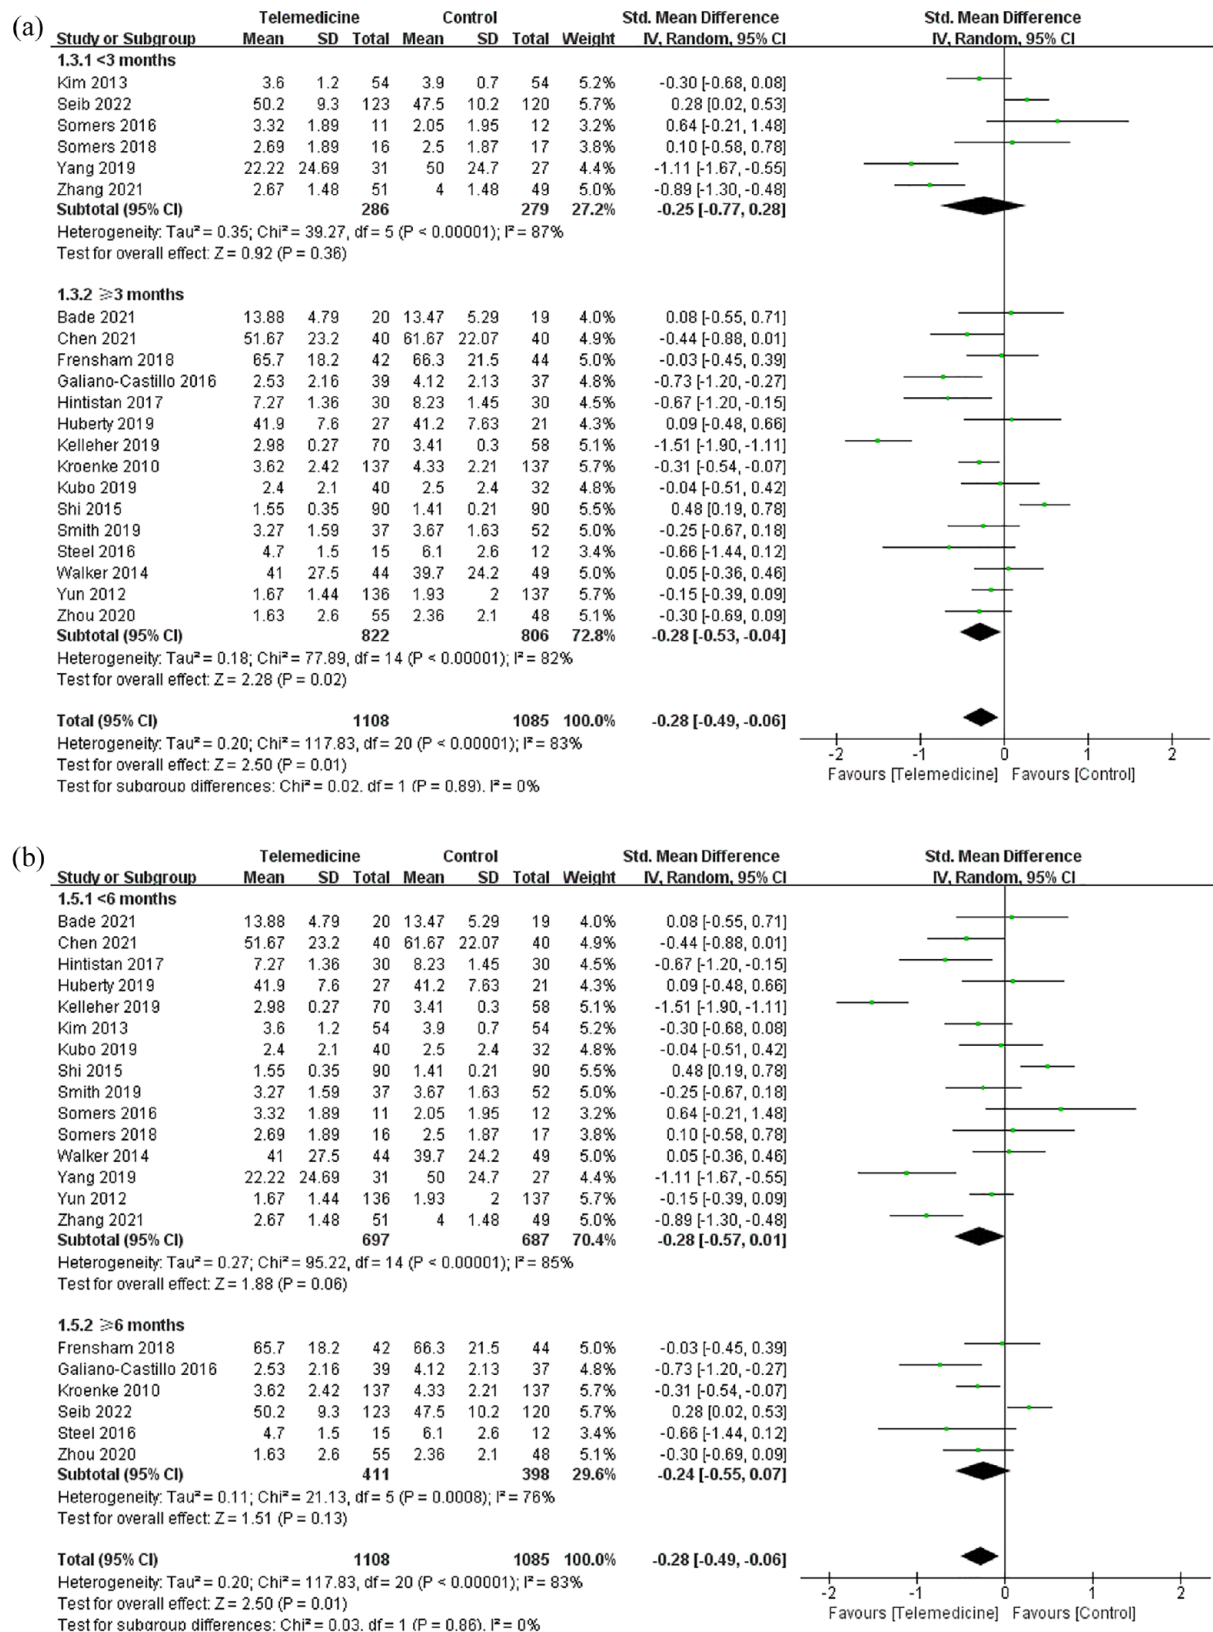 (a)
Telemedicine Control Std. Mean Difference Std. Mean Difference
Study or Subgroup Mean SD Total Mean SD Total Weight IV, Random, 95% CI IV, Random, 95% CI
1.3.1 <3 months
Kim 2013 3.6 1.2 54 3.9 0.7 54 5.2% -0.30 [-0.68, 0.08]
Seib 2022 50.2 9.3 123 47.5 10.2 120 5.7% 0.28 [0.02, 0.53]
Somers 2016 3.32 1.89 11 2.05 1.95 12 3.2% 0.64 [-0.21, 1.48]
Somers 2018 2.69 1.89 16 2.5 1.87 17 3.8% 0.10 [-0.58, 0.78]
Yang 2019 22.22 24.69 31 50 24.7 27 4.4% -1.11 [-1.67, -0.55]
Zhang 2021 2.67 1.48 51 4 1.48 49 5.0% -0.89 [-1.30, -0.48]
Subtotal (95% CI) 286 279 27.2% -0.25 [-0.77, 0.28]
Heterogeneity: Tau² = 0.35; Chi² = 39.27, df = 5 (P < 0.00001); I² = 87%
Test for overall effect: Z = 0.92 (P = 0.36)
1.3.2 ⩾3 months
Bade 2021 13.88 4.79 20 13.47 5.29 19 4.0% 0.08 [-0.55, 0.71]
Chen 2021 51.67 23.2 40 61.67 22.07 40 4.9% -0.44 [-0.88, 0.01]
Frensham 2018 65.7 18.2 42 66.3 21.5 44 5.0% -0.03 [-0.45, 0.39]
Galiano-Castillo 2016 2.53 2.16 39 4.12 2.13 37 4.8% -0.73 [-1.20, -0.27]
Hintistan 2017 7.27 1.36 30 8.23 1.45 30 4.5% -0.67 [-1.20, -0.15]
Huberty 2019 41.9 7.6 27 41.2 7.63 21 4.3% 0.09 [-0.48, 0.66]
Kelleher 2019 2.98 0.27 70 3.41 0.3 58 5.1% -1.51 [-1.90, -1.11]
Kroenke 2010 3.62 2.42 137 4.33 2.21 137 5.7% -0.31 [-0.54, -0.07]
Kubo 2019 2.4 2.1 40 2.5 2.4 32 4.8% -0.04 [-0.51, 0.42]
Shi 2015 1.55 0.35 90 1.41 0.21 90 5.5% 0.48 [0.19, 0.78]
Smith 2019 3.27 1.59 37 3.67 1.63 52 5.0% -0.25 [-0.67, 0.18]
Steel 2016 4.7 1.5 15 6.1 2.6 12 3.4% -0.66 [-1.44, 0.12]
Walker 2014 41 27.5 44 39.7 24.2 49 5.0% 0.05 [-0.36, 0.46]
Yun 2012 1.67 1.44 136 1.93 2 137 5.7% -0.15 [-0.39, 0.09]
Zhou 2020 1.63 2.6 55 2.36 2.1 48 5.1% -0.30 [-0.69, 0.09]
Subtotal (95% CI) 822 806 72.8% -0.28 [-0.53, -0.04]
Heterogeneity: Tau² = 0.18; Chi² = 77.89, df = 14 (P < 0.00001); I² = 82%
Test for overall effect: Z = 2.28 (P = 0.02)
Total (95% CI) 1108 1085 100.0% -0.28 [-0.49, -0.06]
Heterogeneity: Tau² = 0.20; Chi² = 117.83, df = 20 (P < 0.00001); I² = 83%
Test for overall effect: Z = 2.50 (P = 0.01)
Test for subgroup differences: Chi² = 0.02, df = 1 (P = 0.89), I² = 0%
-2 -1 0 1 2
Favours [Telemedicine] Favours [Control]
(b)
Telemedicine Control Std. Mean Difference Std. Mean Difference
Study or Subgroup Mean SD Total Mean SD Total Weight IV, Random, 95% CI IV, Random, 95% CI
1.5.1 <6 months
Bade 2021 13.88 4.79 20 13.47 5.29 19 4.0% 0.08 [-0.55, 0.71]
Chen 2021 51.67 23.2 40 61.67 22.07 40 4.9% -0.44 [-0.88, 0.01]
Hintistan 2017 7.27 1.36 30 8.23 1.45 30 4.5% -0.67 [-1.20, -0.15]
Huberty 2019 41.9 7.6 27 41.2 7.63 21 4.3% 0.09 [-0.48, 0.66]
Kelleher 2019 2.98 0.27 70 3.41 0.3 58 5.1% -1.51 [-1.90, -1.11]
Kim 2013 3.6 1.2 54 3.9 0.7 54 5.2% -0.30 [-0.68, 0.08]
Kubo 2019 2.4 2.1 40 2.5 2.4 32 4.8% -0.04 [-0.51, 0.42]
Shi 2015 1.55 0.35 90 1.41 0.21 90 5.5% 0.48 [0.19, 0.78]
Smith 2019 3.27 1.59 37 3.67 1.63 52 5.0% -0.25 [-0.67, 0.18]
Somers 2016 3.32 1.89 11 2.05 1.95 12 3.2% 0.64 [-0.21, 1.48]
Somers 2018 2.69 1.89 16 2.5 1.87 17 3.8% 0.10 [-0.58, 0.78]
Walker 2014 41 27.5 44 39.7 24.2 49 5.0% 0.05 [-0.36, 0.46]
Yang 2019 22.22 24.69 31 50 24.7 27 4.4% -1.11 [-1.67, -0.55]
Yun 2012 1.67 1.44 136 1.93 2 137 5.7% -0.15 [-0.39, 0.09]
Zhang 2021 2.67 1.48 51 4 1.48 49 5.0% -0.89 [-1.30, -0.48]
Subtotal (95% CI) 697 687 70.4% -0.28 [-0.57, 0.01]
Heterogeneity: Tau² = 0.27; Chi² = 95.22, df = 14 (P < 0.00001); I² = 85%
Test for overall effect: Z = 1.88 (P = 0.06)
1.5.2 ⩾6 months
Frensham 2018 65.7 18.2 42 66.3 21.5 44 5.0% -0.03 [-0.45, 0.39]
Galiano-Castillo 2016 2.53 2.16 39 4.12 2.13 37 4.8% -0.73 [-1.20, -0.27]
Kroenke 2010 3.62 2.42 137 4.33 2.21 137 5.7% -0.31 [-0.54, -0.07]
Seib 2022 50.2 9.3 123 47.5 10.2 120 5.7% 0.28 [0.02, 0.53]
Steel 2016 4.7 1.5 15 6.1 2.6 12 3.4% -0.66 [-1.44, 0.12]
Zhou 2020 1.63 2.6 55 2.36 2.1 48 5.1% -0.30 [-0.69, 0.09]
Subtotal (95% CI) 411 398 29.6% -0.24 [-0.55, 0.07]
Heterogeneity: Tau² = 0.11; Chi² = 21.13, df = 5 (P = 0.0008); I² = 76%
Test for overall effect: Z = 1.51 (P = 0.13)
Total (95% CI) 1108 1085 100.0% -0.28 [-0.49, -0.06]
Heterogeneity: Tau² = 0.20; Chi² = 117.83, df = 20 (P < 0.00001); I² = 83%
Test for overall effect: Z = 2.50 (P = 0.01)
Test for subgroup differences: Chi² = 0.03, df = 1 (P = 0.86), I² = 0%
-2 -1 0 1 2
Favours [Telemedicine] Favours [Control]